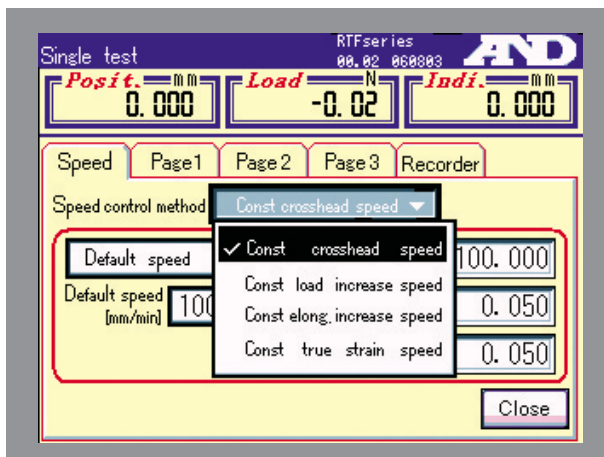 Single test
RTFseries
00.02 060803
AND
Posit. mm
0.000
Load N
-0.02
Indi. mm
0.000
Speed Page1 Page2 Page3 Recorder
Speed control method Const crosshead speed
✓ Const crosshead speed
Const load increase speed
Const elong. increase speed
Const true strain speed
Default speed 100.000
Default speed
[mm/min] 100 0.050
0.050
Close